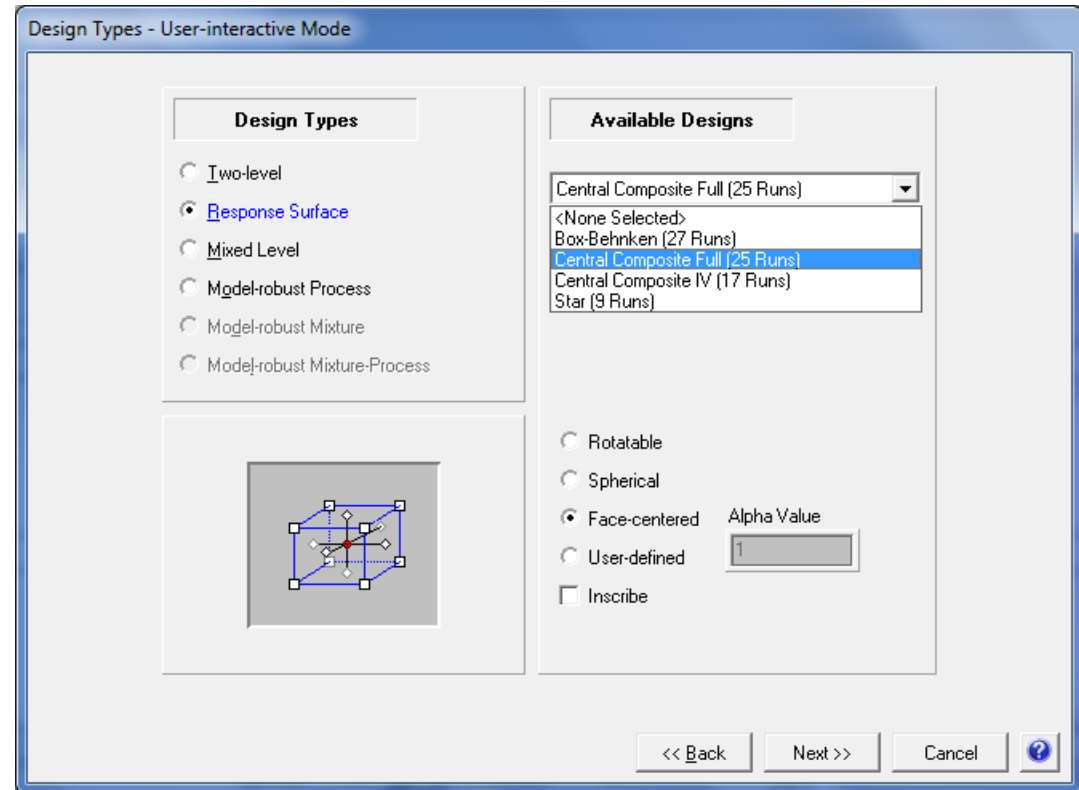 Design Types - User-interactive Mode
Design Types
Two-level
Response Surface
Mixed Level
Model-robust Process
Model-robust Mixture
Model-robust Mixture-Process
Available Designs
Central Composite Full (25 Runs)
<None Selected>
Box-Behnken (27 Runs)
Central Composite Full (25 Runs)
Central Composite IV (17 Runs)
Star (9 Runs)
Rotatable
Spherical
Face-centered
Alpha Value
User-defined
1
Inscribe
<< Back
Next >>
Cancel
?